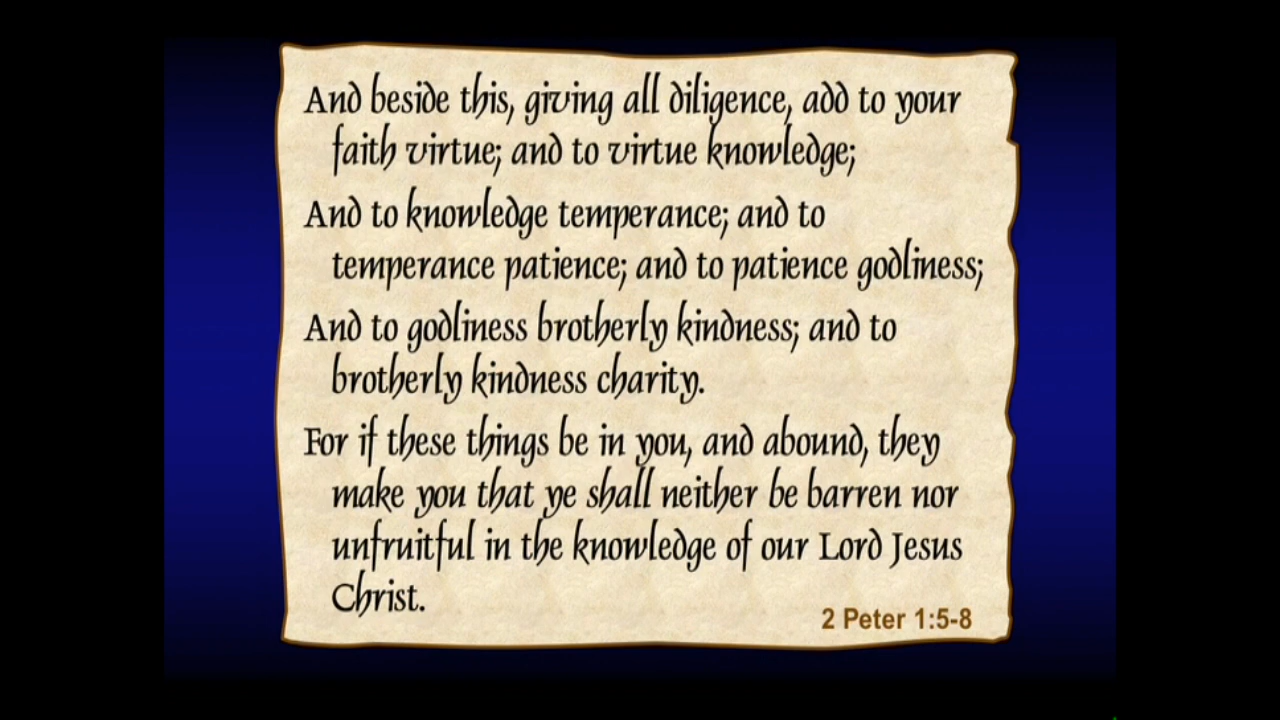 And beside this, giving all diligence, add to your
faith virtue; and to virtue knowledge;
And to knowledge temperance; and to
temperance patience; and to patience godliness;
And to godliness brotherly kindness; and to
brotherly kindness charity.
For if these things be in you, and abound, they
make you that ye shall neither be barren nor
unfruitful in the knowledge of our Lord Jesus
Christ.
2 Peter 1:5-8